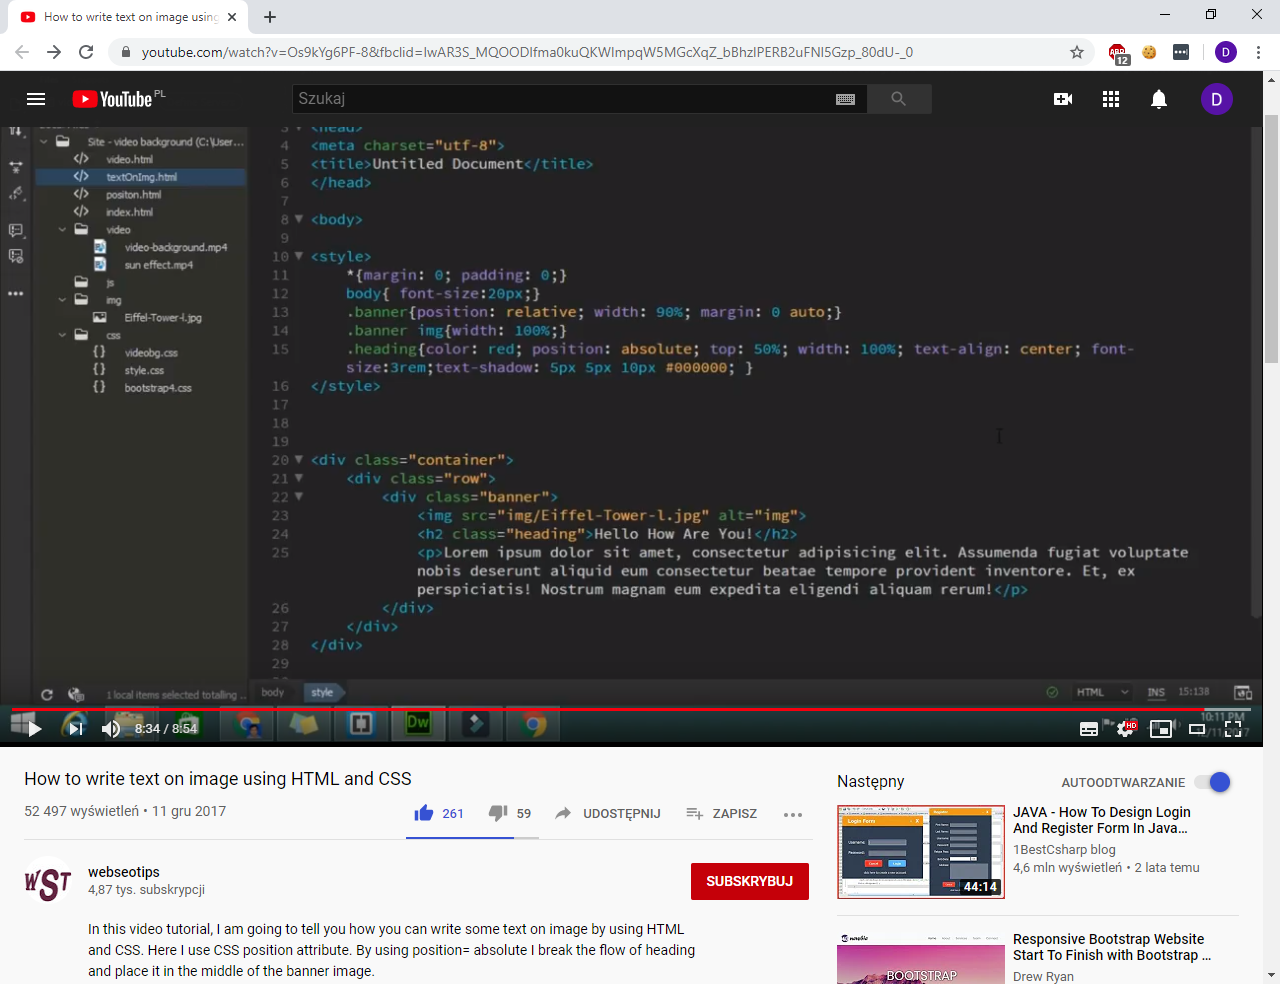 How to write text on image using
youtube.com/watch?v=Os9kYg6PF-8&fbclid=IwAR3S_MQOODIfma0kuQKWImpqW5MGcXqZ_bBhzIPERB2uFNI5Gzp_80dU-_0
ABP
12
D
YouTube PL
Szukaj
D
Site - video background (C:\User...
video.html
textOnImg.html
positon.html
index.html
video
video-background.mp4
sun effect.mp4
js
img
Eiffel-Tower-l.jpg
css
videobg.css
style.css
bootstrap4.css
1 local items selected totalling ..
3 <head>
4 <meta charset="utf-8">
5 <title>Untitled Document</title>
6 </head>
7
8 <body>
9
10 <style>
11 *{margin: 0; padding: 0;}
12 body{ font-size:20px;}
13 .banner{position: relative; width: 90%; margin: 0 auto;}
14 .banner img{width: 100%;}
15 .heading{color: red; position: absolute; top: 50%; width: 100%; text-align: center; font-
size:3rem;text-shadow: 5px 5px 10px #000000; }
16 </style>
17
18
19
20 <div class="container">
21 <div class="row">
22 <div class="banner">
23 <img src="img/Eiffel-Tower-l.jpg" alt="img">
24 <h2 class="heading">Hello How Are You!</h2>
25 <p>Lorem ipsum dolor sit amet, consectetur adipisicing elit. Assumenda fugiat voluptate
nobis deserunt aliquid eum consectetur beatae tempore provident inventore. Et, ex
perspiciatis! Nostrum magnam eum expedita eligendi aliquam rerum!</p>
26 </div>
27 </div>
28 </div>
29
body style
HTML INS 15:138
Dw
10:11 PM
8:34 / 8:54
HD
How to write text on image using HTML and CSS
52 497 wyświetleń • 11 gru 2017
261 59 UDOSTĘPNIJ ZAPISZ
WST
webseotips
4,87 tys. subskrypcji
SUBSKRYBUJ
In this video tutorial, I am going to tell you how you can write some text on image by using HTML
and CSS. Here I use CSS position attribute. By using position= absolute I break the flow of heading
and place it in the middle of the banner image.
Następny
AUTOODTWARZANIE
Login Form
44:14
JAVA - How To Design Login
And Register Form In Java...
1BestCsharp blog
4,6 mln wyświetleń • 2 lata temu
BOOTSTRAP
Responsive Bootstrap Website
Start To Finish with Bootstrap ...
Drew Ryan